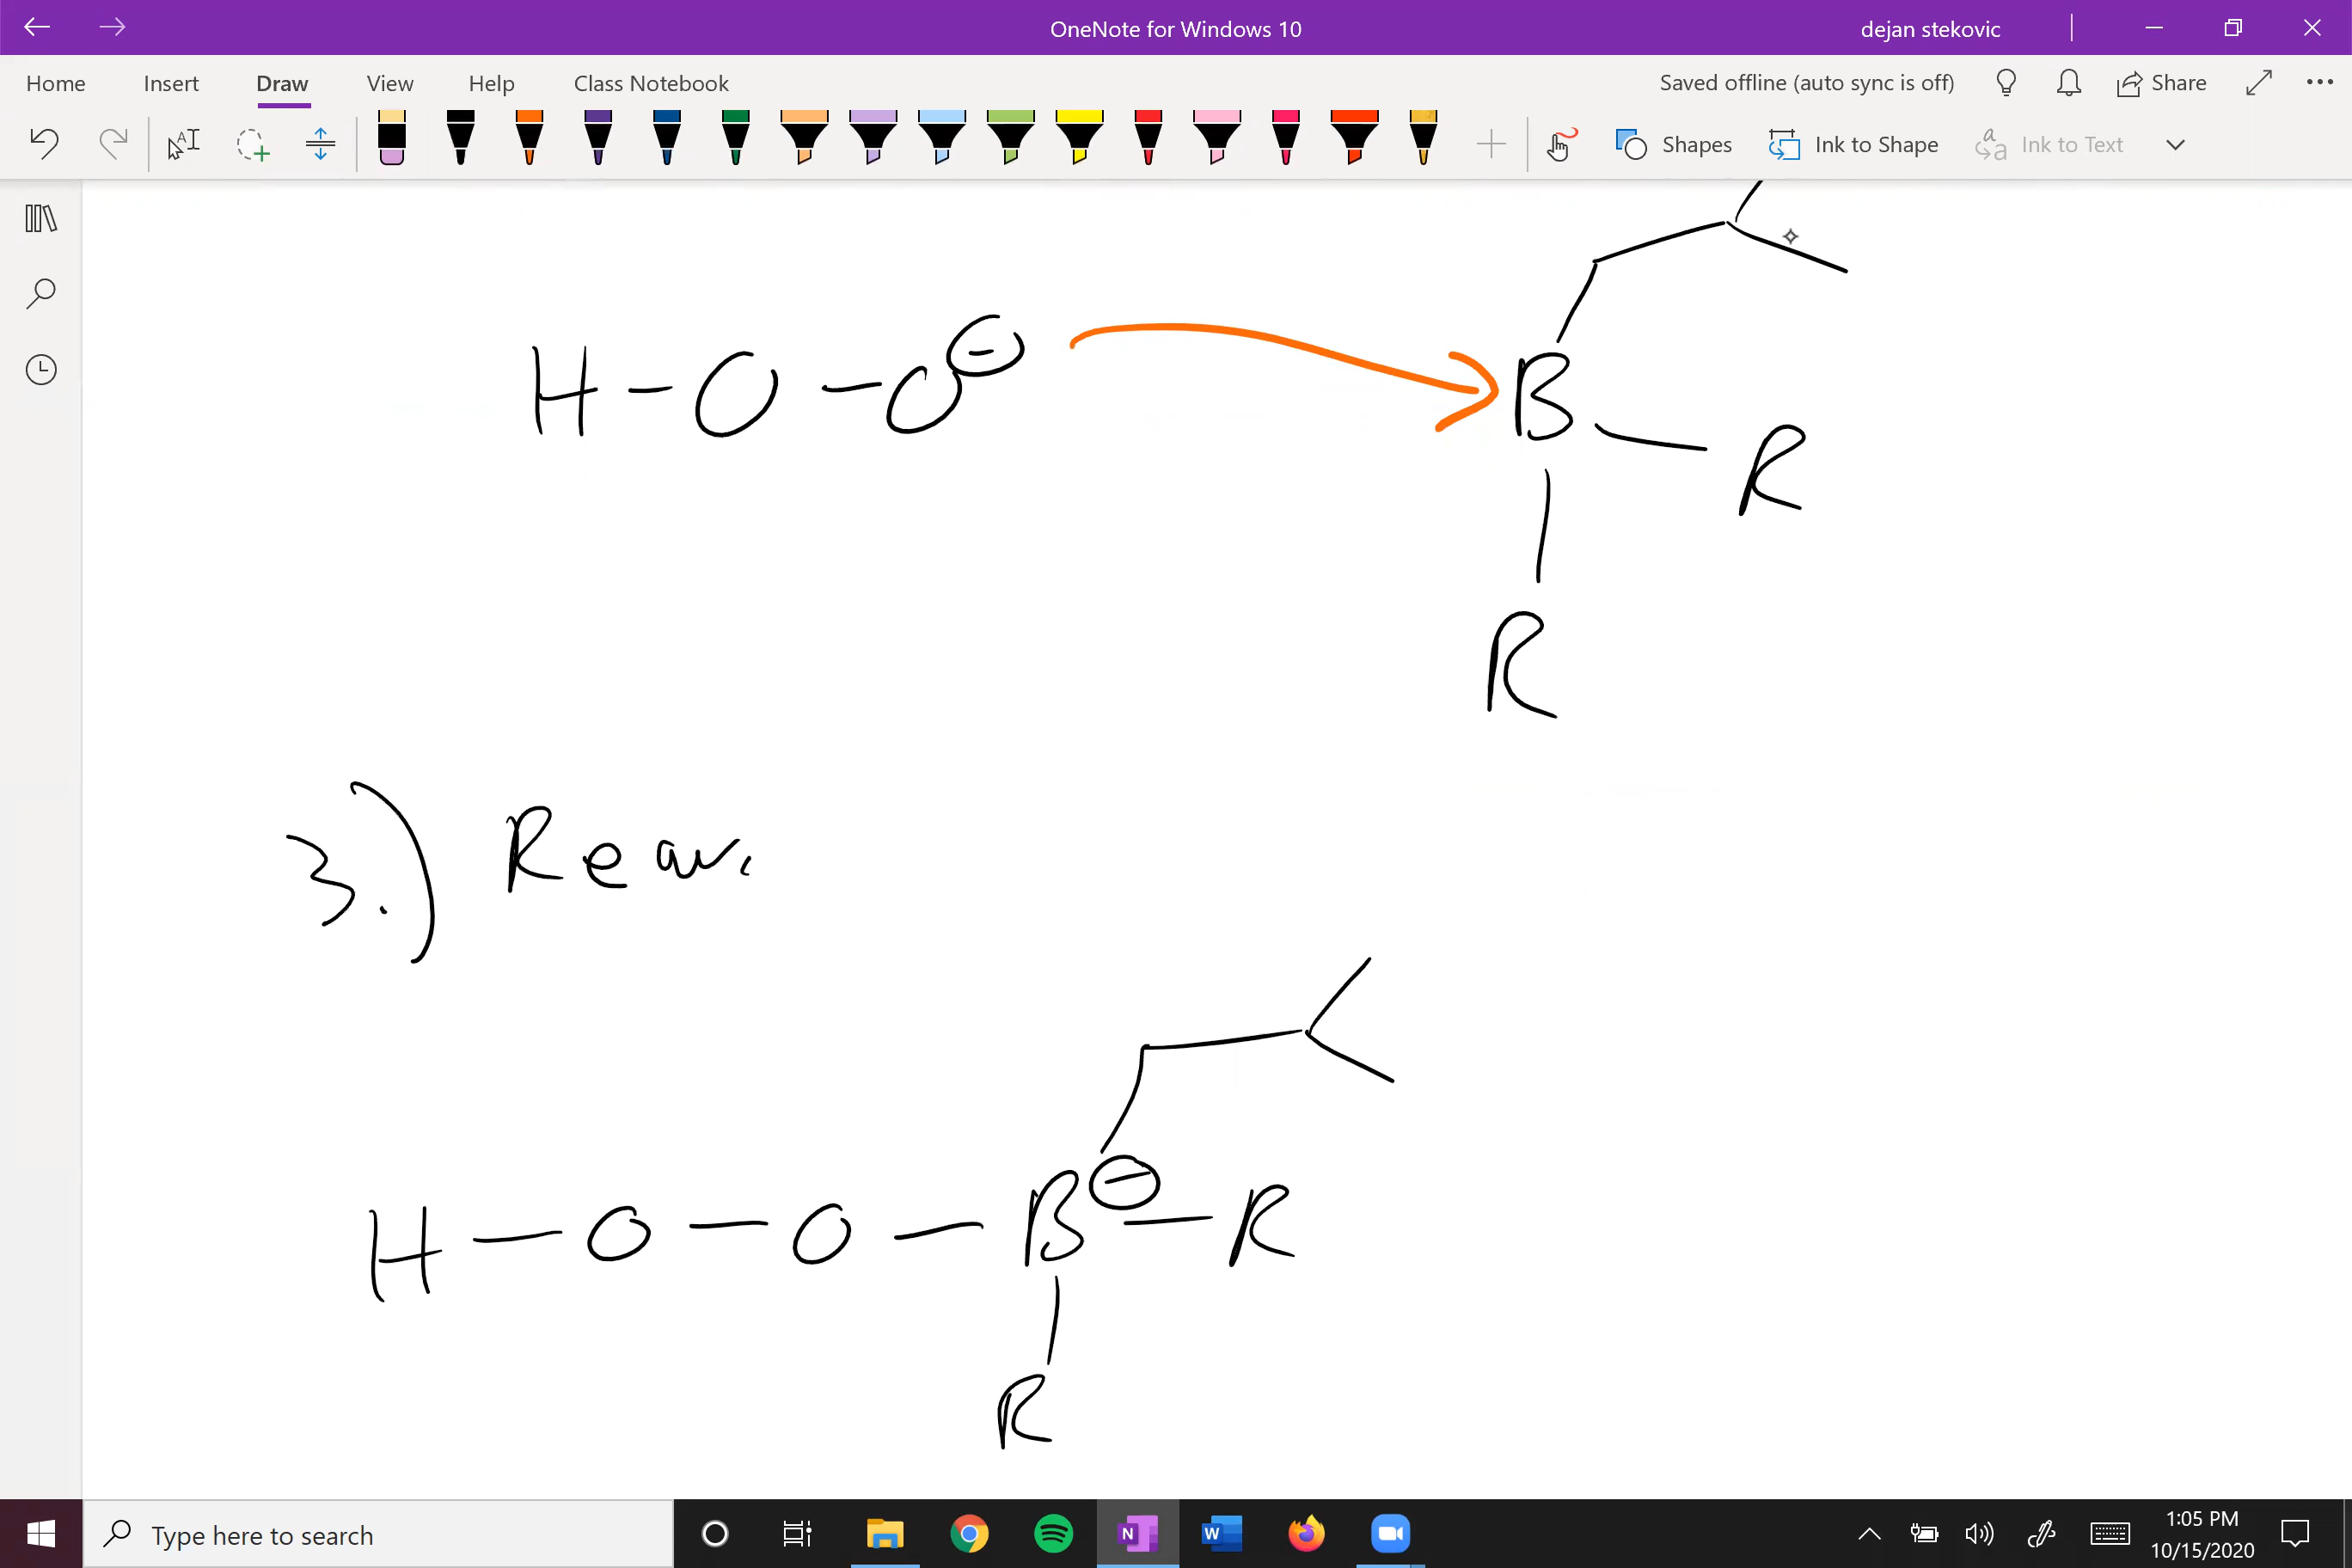 OneNote for Windows 10 dejan stekovic
Home Insert Draw View Help Class Notebook Saved offline (auto sync is off) Share
Shapes Ink to Shape Ink to Text
H-O-O⊖ B-R
R
3.)
H-O-O-B⊖-R
R
Type here to search
1:05 PM
10/15/2020